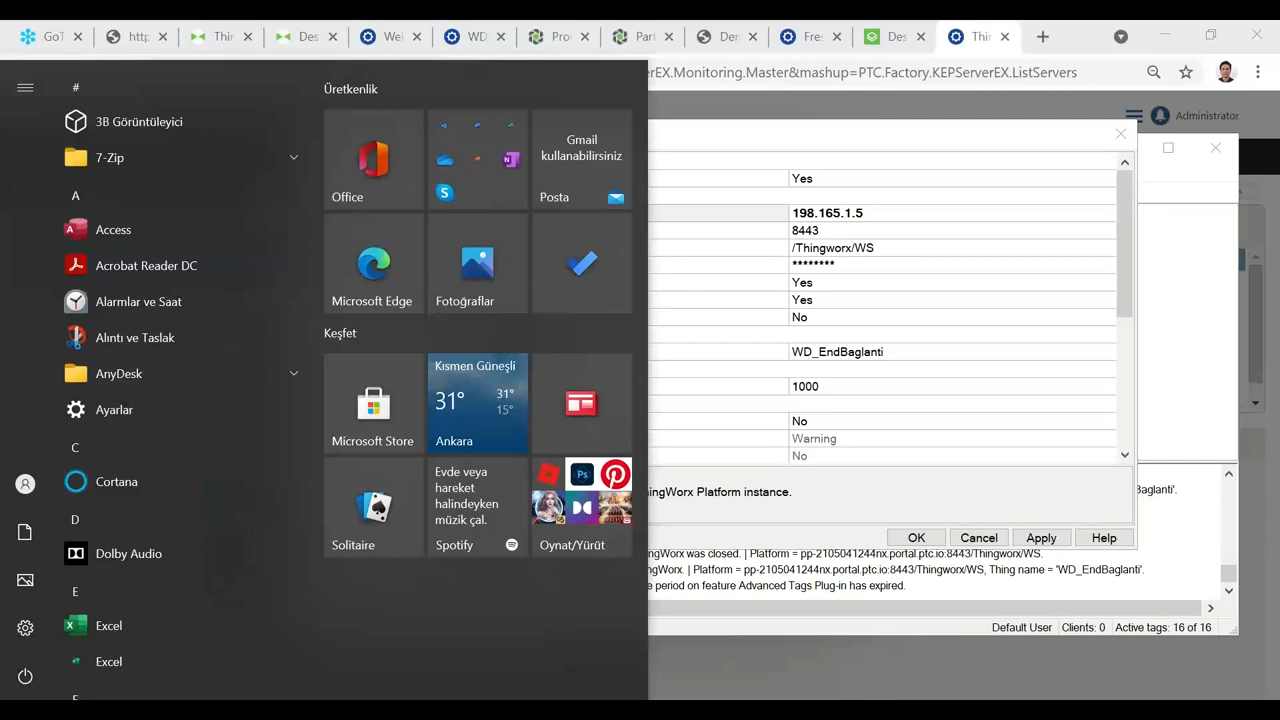 GoT
http
Thir
Des
Wel
WD
Pro
Part
Der
Fre
Des
Thi
erEX.Monitoring.Master&mashup=PTC.Factory.KEPServerEX.ListServers
Administrator
#
3B Görüntüleyici
7-Zip
A
Access
Acrobat Reader DC
Alarmlar ve Saat
Alıntı ve Taslak
AnyDesk
Ayarlar
C
Cortana
D
Dolby Audio
E
Excel
Excel
Üretkenlik
Office
Gmail
kullanabilirsiniz
Posta
Microsoft Edge
Fotoğraflar
Keşfet
Microsoft Store
Kısmen Güneşli
31° 31°
15°
Ankara
Solitaire
Evde veya
hareket
halindeyken
müzik çal.
Spotify
Ps
Oynat/Yürüt
Yes
198.165.1.5
8443
/Thingworx/WS
********
Yes
Yes
No
WD_EndBaglanti
1000
No
Warning
No
hingWorx Platform instance.
OK Cancel Apply Help
Baglanti'.
ngWorx was closed. | Platform = pp-2105041244nx.portal.ptc.io:8443/Thingworx/WS.
ngWorx. | Platform = pp-2105041244nx.portal.ptc.io:8443/Thingworx/WS, Thing name = 'WD_EndBaglanti'.
e period on feature Advanced Tags Plug-in has expired.
Default User Clients: 0 Active tags: 16 of 16